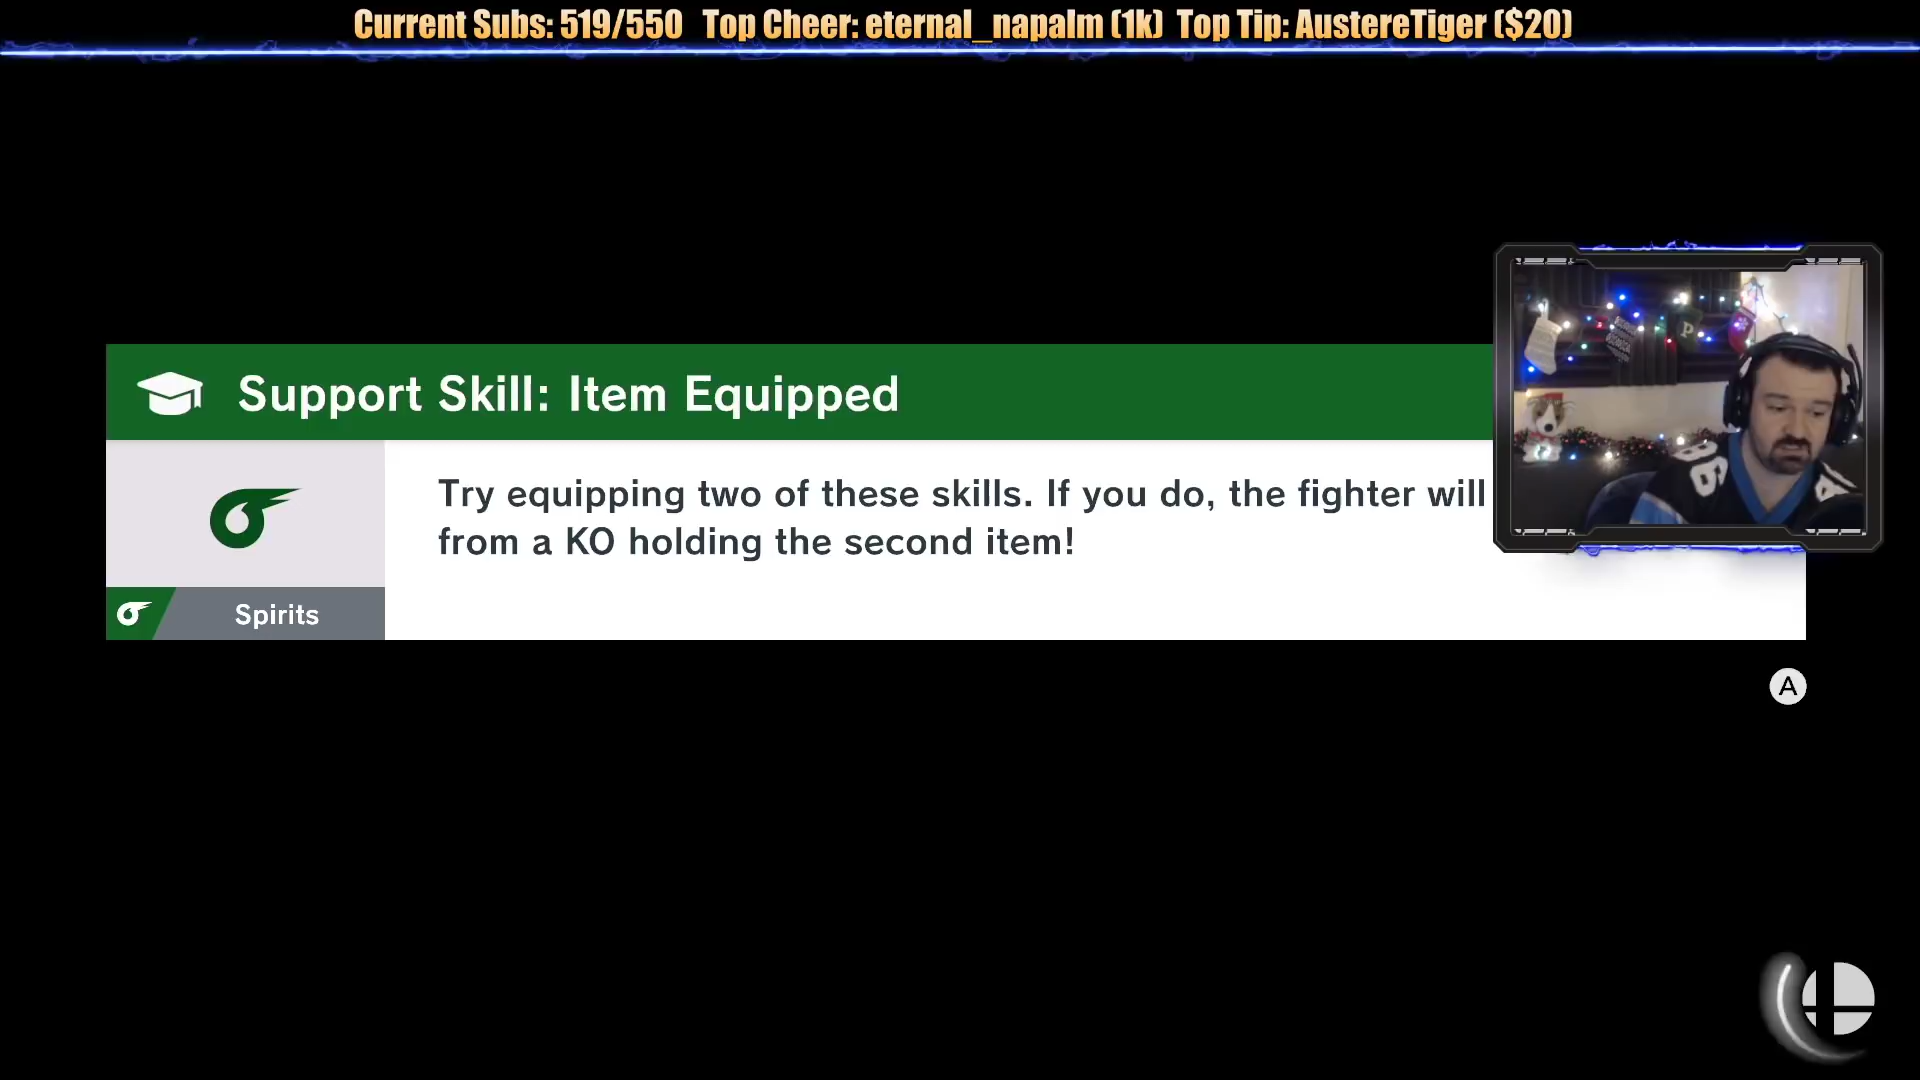 Current Subs: 519/550 Top Cheer: eternal_napalm (1k) Top Tip: AustereTiger ($20)
Support Skill: Item Equipped
Try equipping two of these skills. If you do, the fighter will
from a KO holding the second item!
Spirits
A